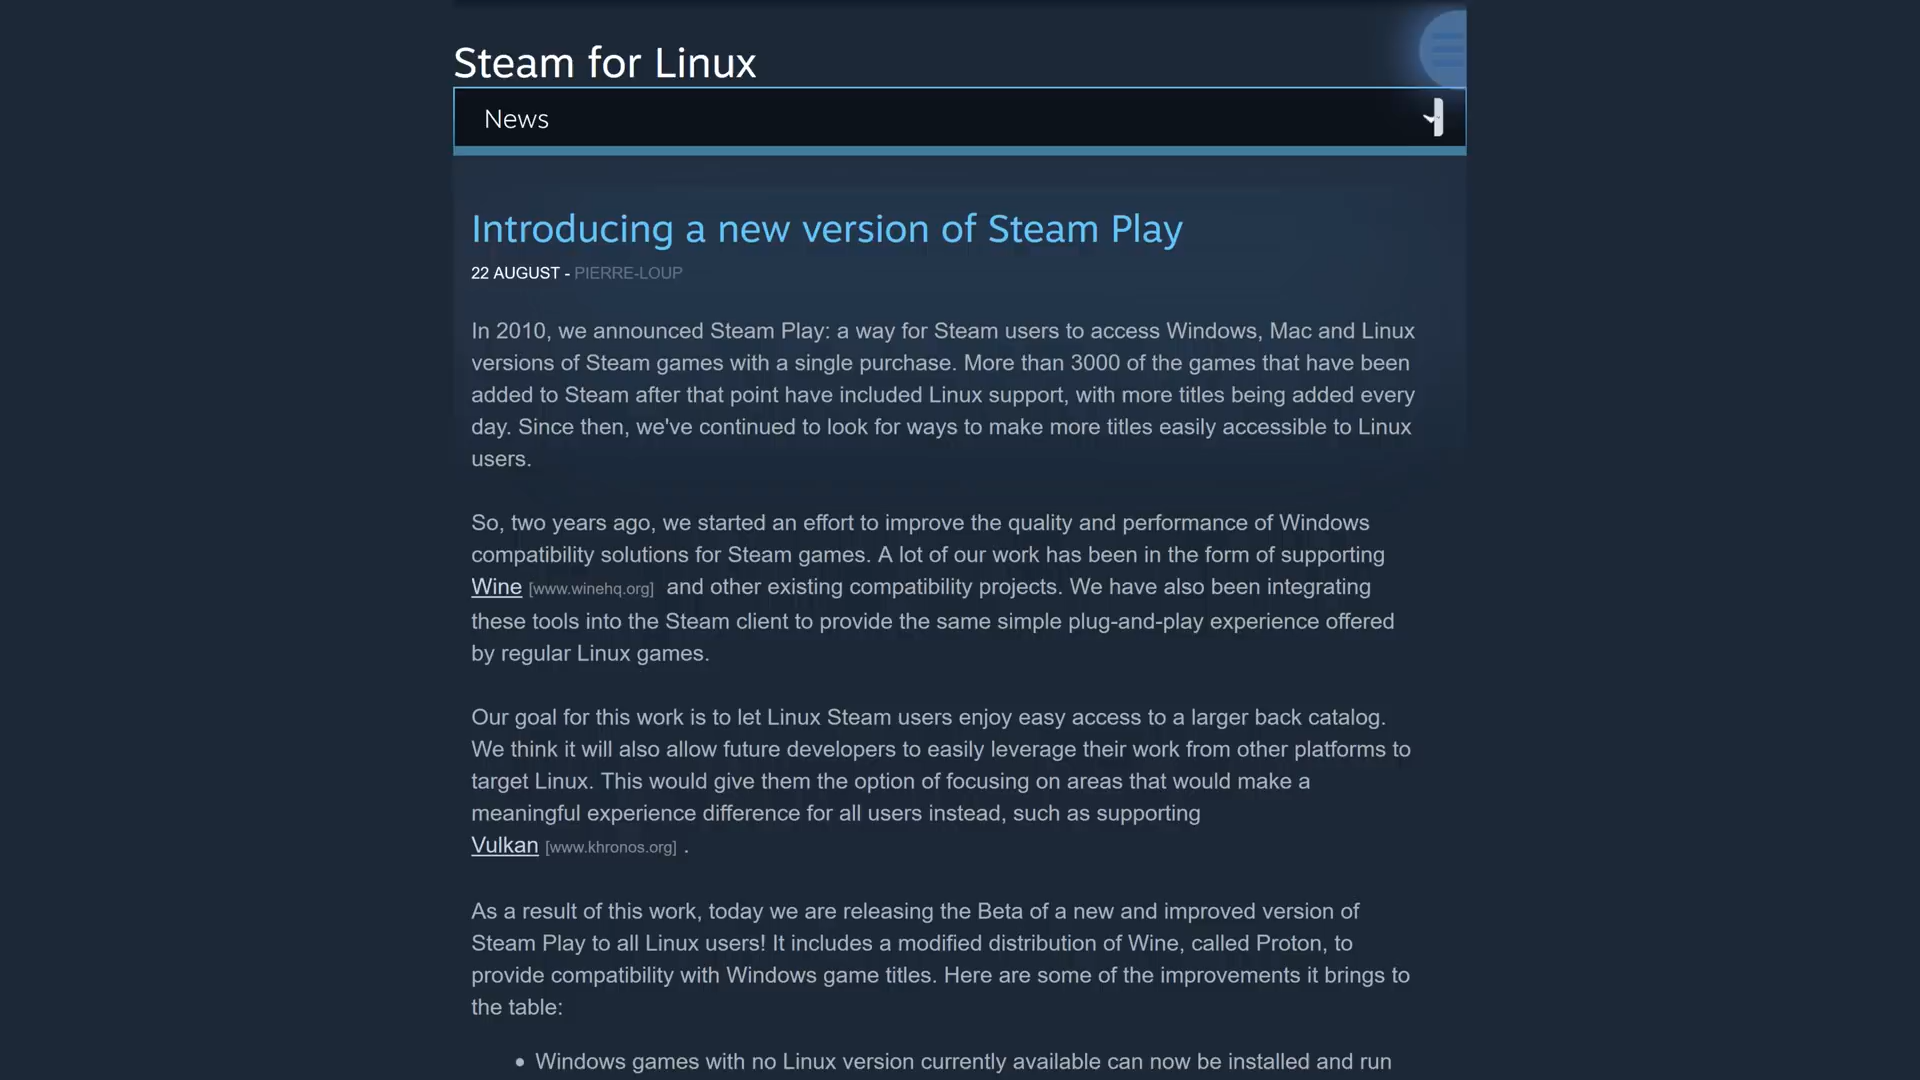 Steam for Linux
News
Introducing a new version of Steam Play
22 AUGUST - PIERRE-LOUP
In 2010, we announced Steam Play: a way for Steam users to access Windows, Mac and Linux
versions of Steam games with a single purchase. More than 3000 of the games that have been
added to Steam after that point have included Linux support, with more titles being added every
day. Since then, we've continued to look for ways to make more titles easily accessible to Linux
users.
So, two years ago, we started an effort to improve the quality and performance of Windows
compatibility solutions for Steam games. A lot of our work has been in the form of supporting
Wine [www.winehq.org] and other existing compatibility projects. We have also been integrating
these tools into the Steam client to provide the same simple plug-and-play experience offered
by regular Linux games.
Our goal for this work is to let Linux Steam users enjoy easy access to a larger back catalog.
We think it will also allow future developers to easily leverage their work from other platforms to
target Linux. This would give them the option of focusing on areas that would make a
meaningful experience difference for all users instead, such as supporting
Vulkan [www.khronos.org] .
As a result of this work, today we are releasing the Beta of a new and improved version of
Steam Play to all Linux users! It includes a modified distribution of Wine, called Proton, to
provide compatibility with Windows game titles. Here are some of the improvements it brings to
the table:
• Windows games with no Linux version currently available can now be installed and run